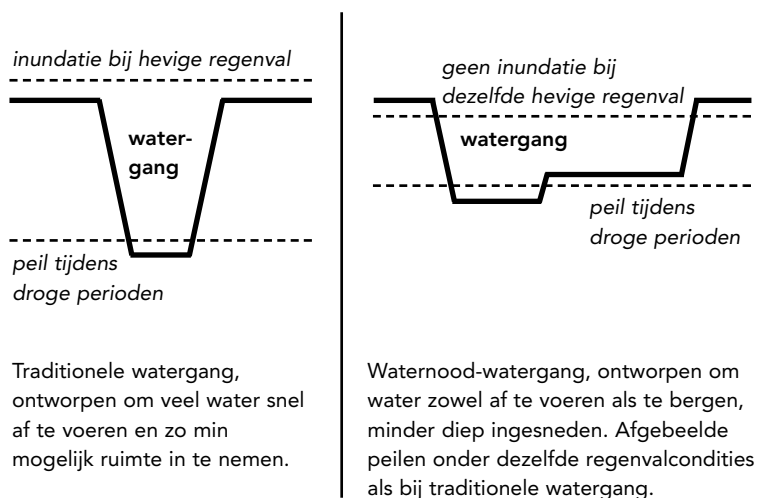 inundatie bij hevige regenval
water-
gang
peil tijdens
droge perioden
Traditionele watergang,
ontworpen om veel water snel
af te voeren en zo min
mogelijk ruimte in te nemen.
geen inundatie bij
dezelfde hevige regenval
watergang
peil tijdens
droge perioden
Waternood-watergang, ontworpen om
water zowel af te voeren als te bergen,
minder diep ingesneden. Afgebeelde
peilen onder dezelfde regenvalcondities
als bij traditionele watergang.